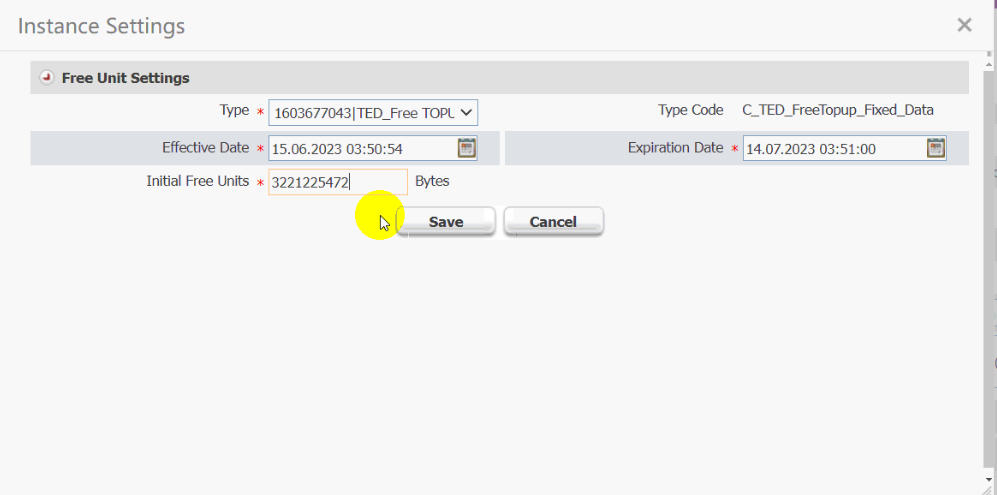 Instance Settings
Free Unit Settings
Type * 1603677043|TED_Free TOPU Type Code C_TED_FreeTopup_Fixed_Data
Effective Date * 15.06.2023 03:50:54 Expiration Date * 14.07.2023 03:51:00
Initial Free Units * 3221225472 Bytes
Save Cancel